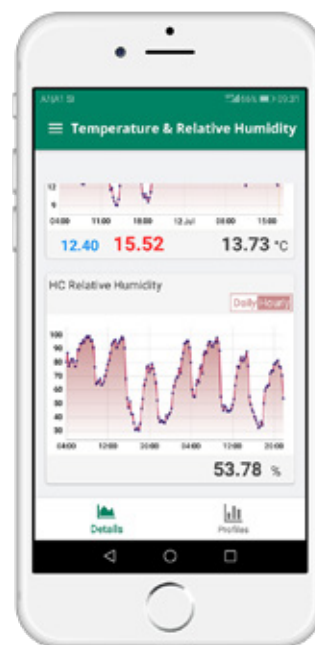 Temperature & Relative Humidity
12
9
04:00 11:00 18:00 12 Jul 08:00 15:00
12.40 15.52 13.73 °C
HC Relative Humidity
Daily Hourly
100
90
80
70
60
50
40
30
04:00 12:00 20:00 04:00 12:00 20:00
53.78 %
Details Profiles